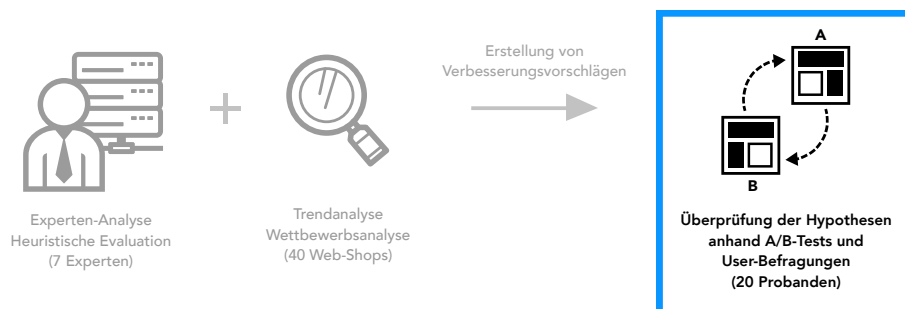 Experten-Analyse
Heuristische Evaluation
(7 Experten)
Trendanalyse
Wettbewerbsanalyse
(40 Web-Shops)
Erstellung von
Verbesserungsvorschlägen
A
B
Überprüfung der Hypothesen
anhand A/B-Tests und
User-Befragungen
(20 Probanden)